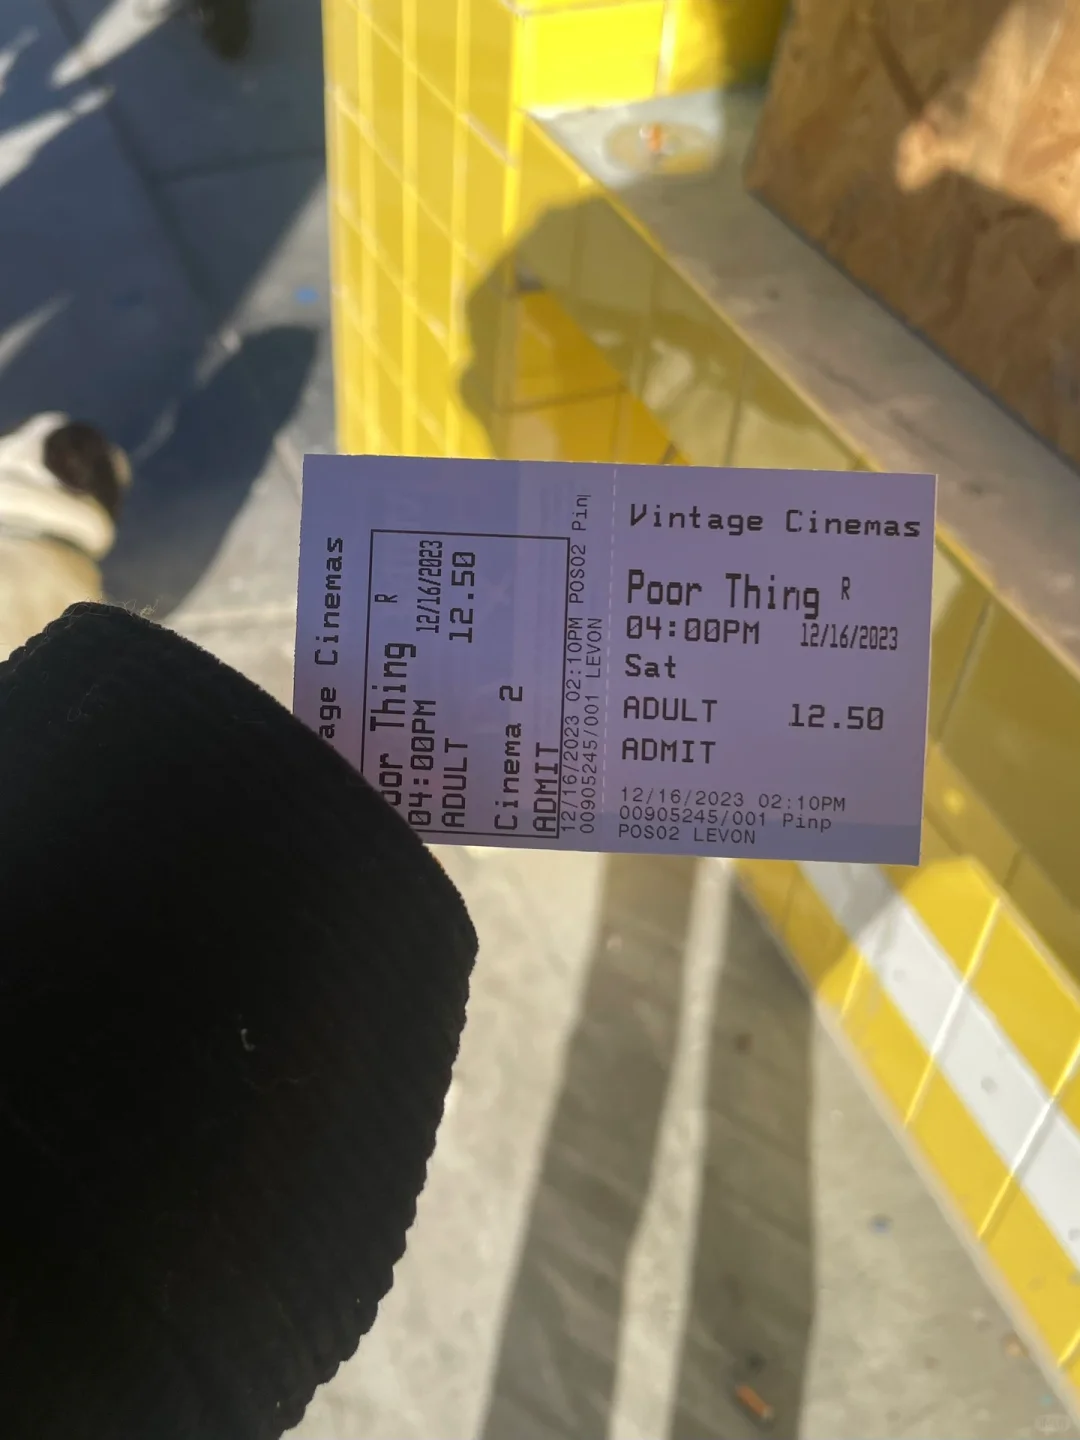 age Cinemas
oor Thing R
04:00PM 12/16/2023
ADULT 12.50
Cinema 2
ADMIT
12/16/2023 02:10PM POS02 Pin
00905245/001 LEVON
Vintage Cinemas
Poor Thing R
04:00PM 12/16/2023
Sat
ADULT 12.50
ADMIT
12/16/2023 02:10PM
00905245/001 Pinp
POS02 LEVON